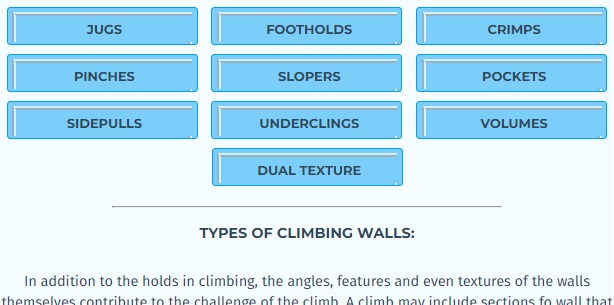 JUGS FOOTHOLDS CRIMPS
PINCHES SLOPERS POCKETS
SIDEPULLS UNDERCLINGS VOLUMES
DUAL TEXTURE
TYPES OF CLIMBING WALLS:
In addition to the holds in climbing, the angles, features and even textures of the walls
themselves contribute to the challenge of the climb. A climb may include sections fo wall that